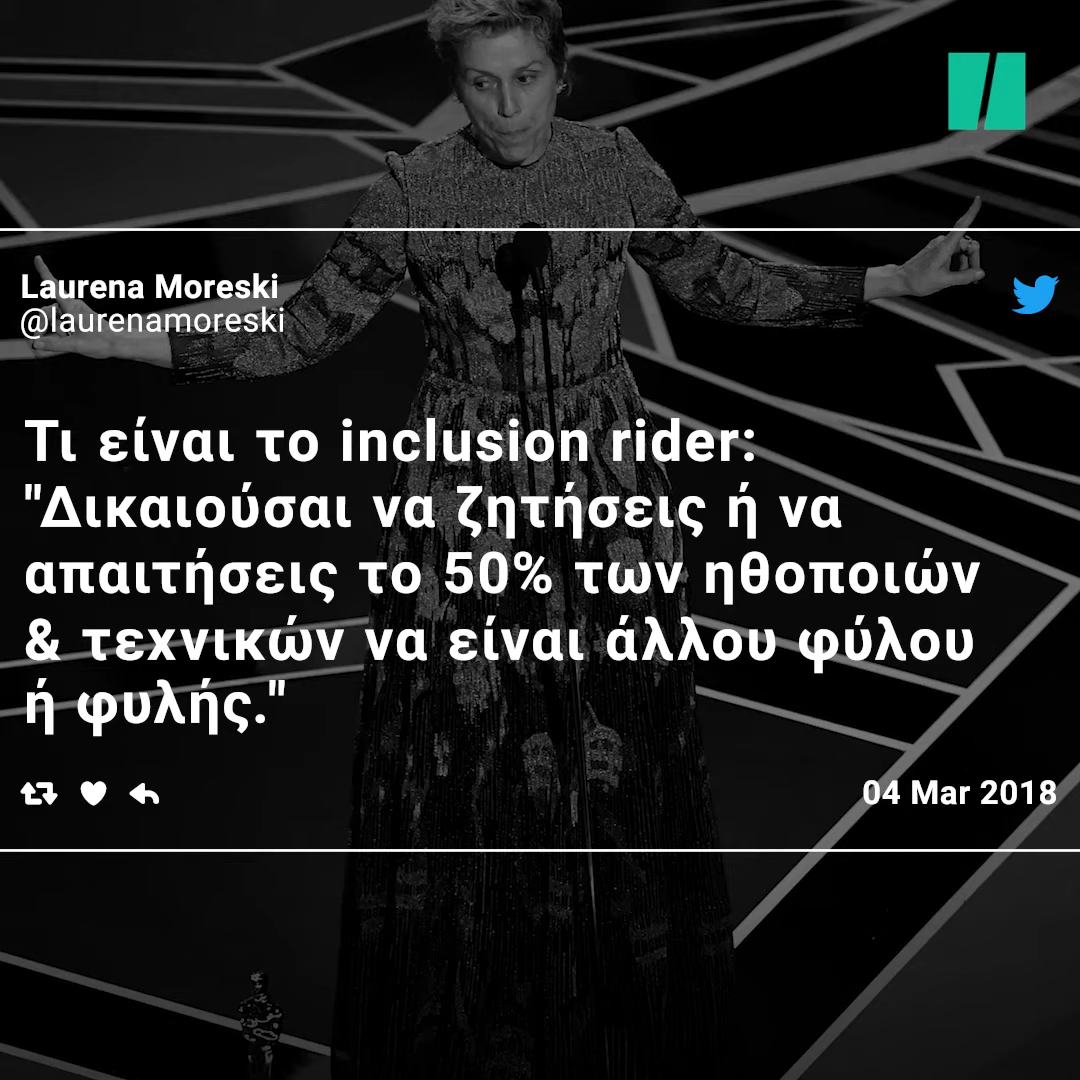 Laurena Moreski
@laurenamoreski
Τι είναι το inclusion rider:
"Δικαιούσαι να ζητήσεις ή να
απαιτήσεις το 50% των ηθοποιών
& τεχνικών να είναι άλλου φύλου
ή φυλής."
04 Mar 2018